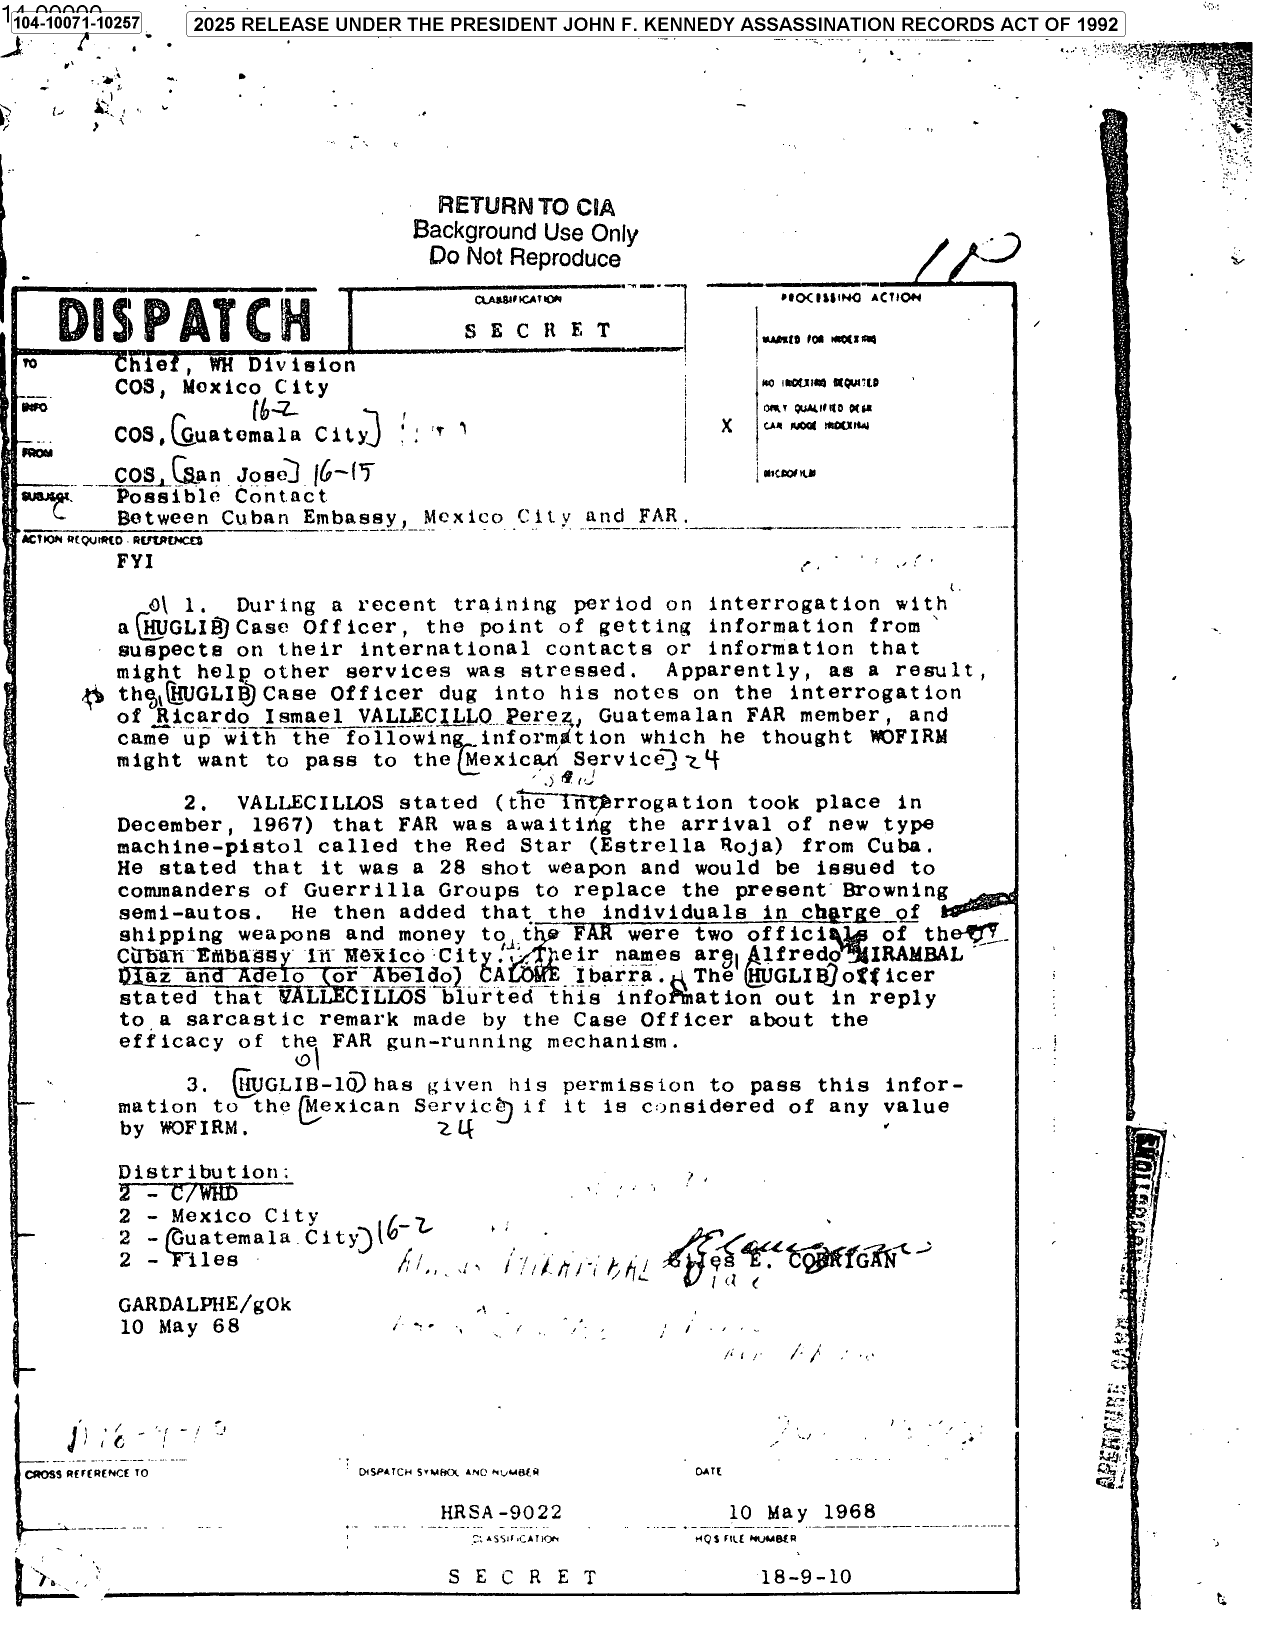 104-10071-10257
2025 RELEASE UNDER THE PRESIDENT JOHN F. KENNEDY ASSASSINATION RECORDS ACT OF 1992
RETURN TO CIA
Background Use Only
Do Not Reproduce
DISPATCH
CLASSIFICATION
S E C R E T
PROCESSING ACTION
MARKED FOR INDEXING
NO INDEXING REQUIRED
ONLY QUALIFIED DESK
X CAN JUDGE INDEXING
MICROFILM
TO Chief, WH Division
COS, Mexico City
16-2
INFO
COS, [Guatemala City]
FROM
COS, [San Jose] 16-15
SUBJECT Possible Contact
Between Cuban Embassy, Mexico City and FAR.
ACTION REQUIRED - REFERENCES
FYI
01 1. During a recent training period on interrogation with
a [HUGLIB] Case Officer, the point of getting information from
suspects on their international contacts or information that
might help other services was stressed. Apparently, as a result,
the [HUGLIB] Case Officer dug into his notes on the interrogation
of Ricardo Ismael VALLECILLO Perez, Guatemalan FAR member, and
came up with the following information which he thought WOFIRM
might want to pass to the [Mexican Service] 24
2. VALLECILLOS stated (the interrogation took place in
December, 1967) that FAR was awaiting the arrival of new type
machine-pistol called the Red Star (Estrella Roja) from Cuba.
He stated that it was a 28 shot weapon and would be issued to
commanders of Guerrilla Groups to replace the present Browning
semi-autos. He then added that the individuals in charge of
shipping weapons and money to the FAR were two officials of the
Cuban Embassy in Mexico City. Their names are Alfredo MIRAMBAL
Diaz and Adelo (or Abeldo) CALOME Ibarra. The [HUGLIB] officer
stated that VALLECILLOS blurted this information out in reply
to a sarcastic remark made by the Case Officer about the
efficacy of the FAR gun-running mechanism.
01
3. [HUGLIB-10] has given his permission to pass this infor-
mation to the [Mexican Service] if it is considered of any value
by WOFIRM. 24
Distribution:
2 - C/WHD
2 - Mexico City
2 - [Guatemala City] 16-2
2 - Files
MIRAMBAL
Giles E. CORRIGAN
GARDALPHE/gOk
10 May 68
CROSS REFERENCE TO
DISPATCH SYMBOL AND NUMBER
DATE
HRSA-9022
10 May 1968
CLASSIFICATION
HQS FILE NUMBER
S E C R E T
18-9-10